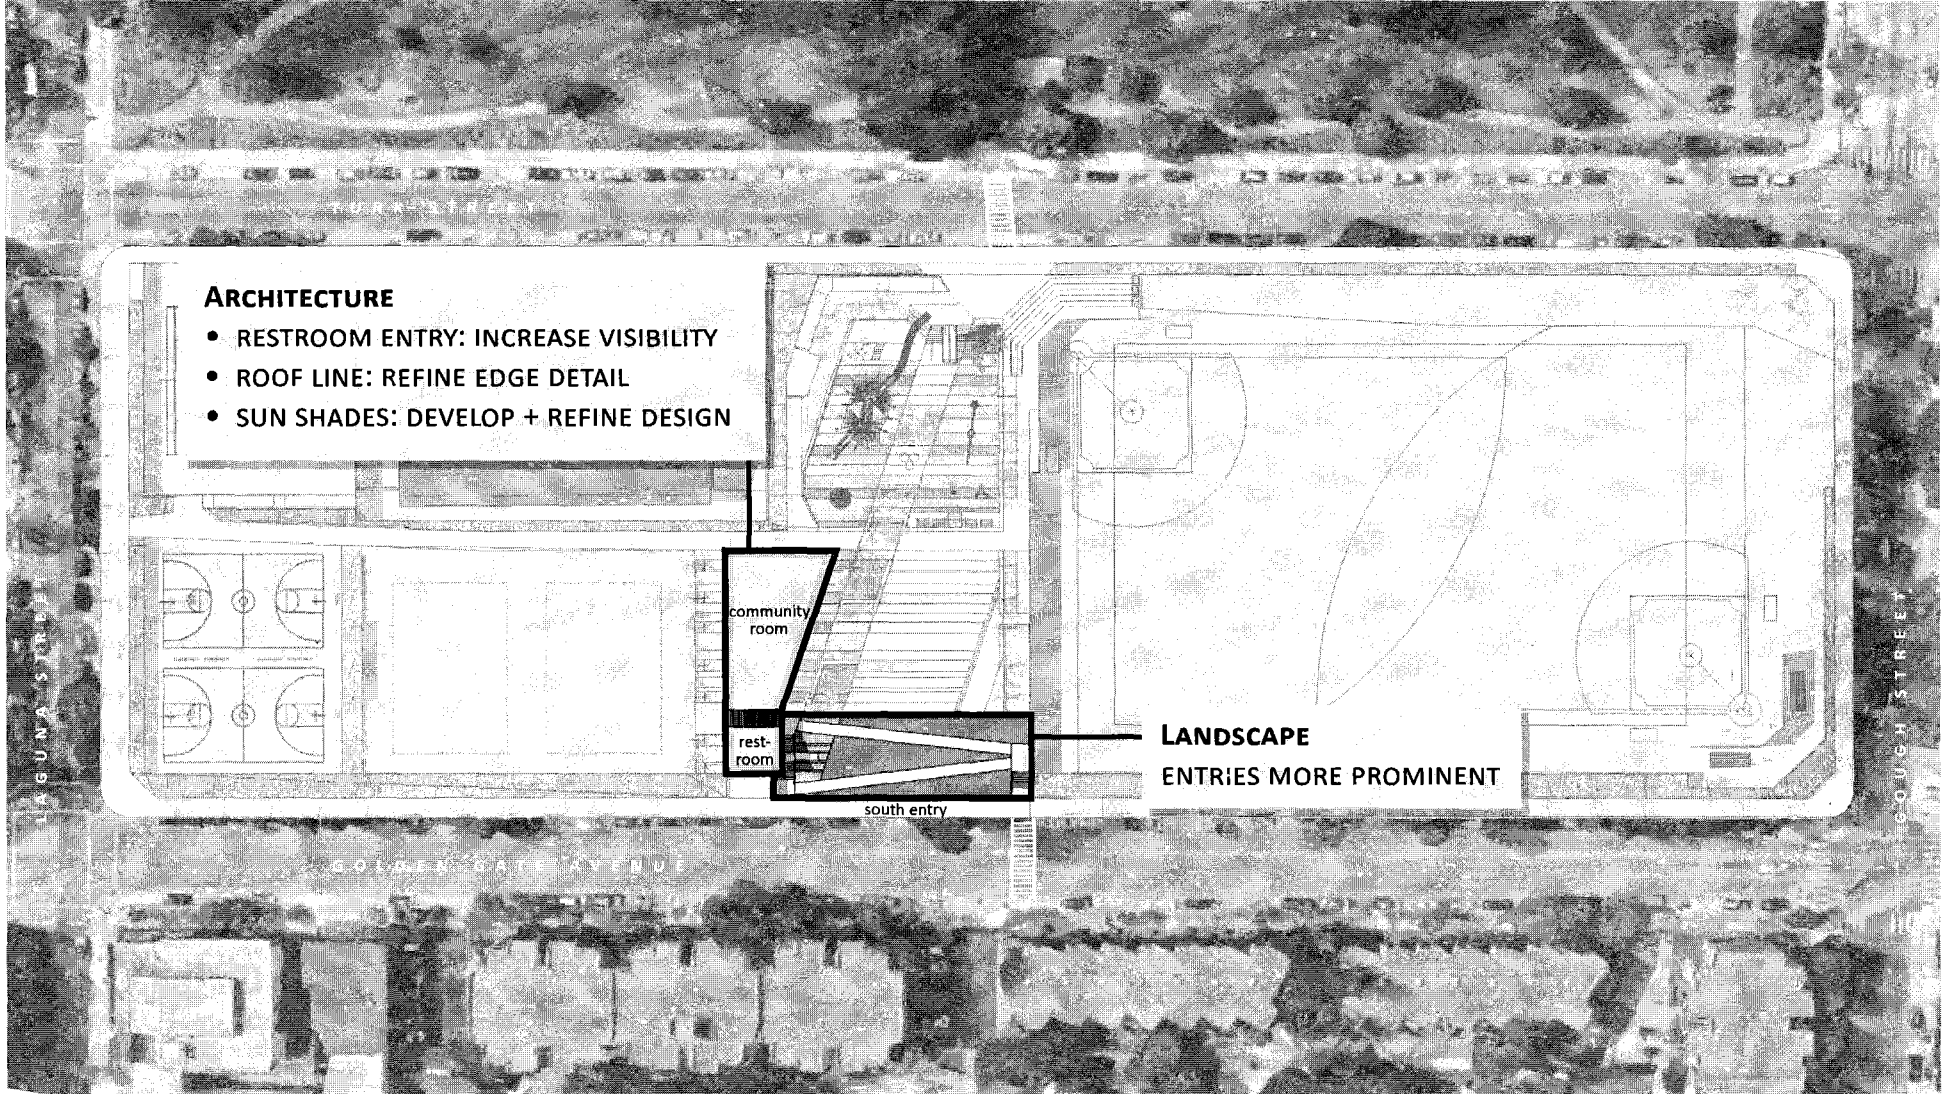 TURK STREET
ARCHITECTURE
• RESTROOM ENTRY: INCREASE VISIBILITY
• ROOF LINE: REFINE EDGE DETAIL
• SUN SHADES: DEVELOP + REFINE DESIGN
community
room
rest-
room
south entry
LANDSCAPE
ENTRIES MORE PROMINENT
LAGUNA STREET
GOUGH STREET
GOLDEN GATE AVENUE